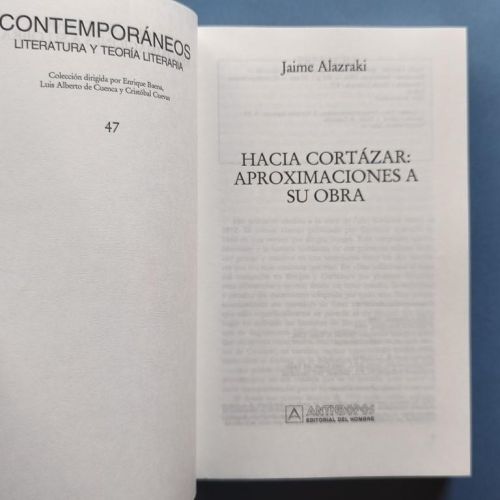 CONTEMPORÁNEOS
LITERATURA Y TEORÍA LITERARIA
Colección dirigida por Enrique Baena,
Luis Alberto de Cuenca y Cristóbal Cuevas
47
Jaime Alazraki
HACIA CORTÁZAR:
APROXIMACIONES A
SU OBRA
A ANTHROPOS
EDITORIAL DEL HOMBRE